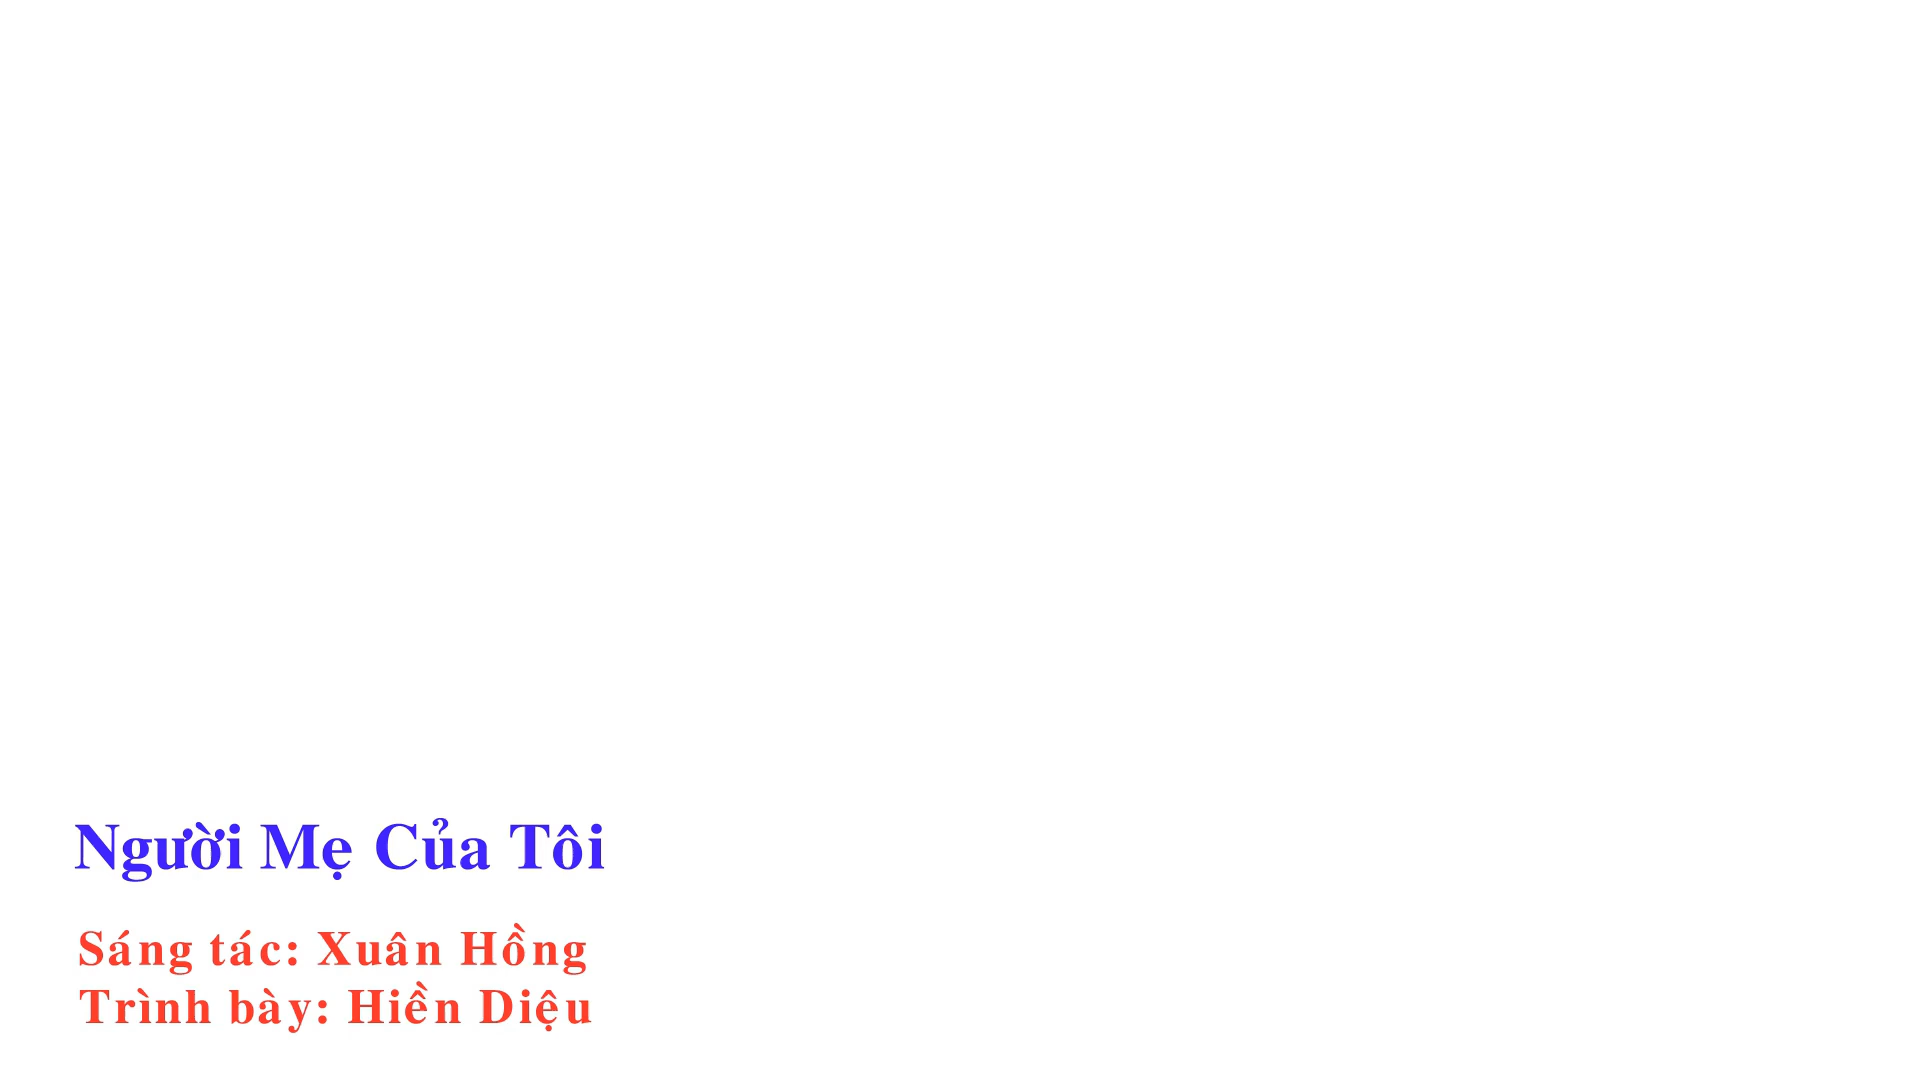 Người Mẹ Của Tôi
Sáng tác: Xuân Hồng
Trình bày: Hiền Diệu